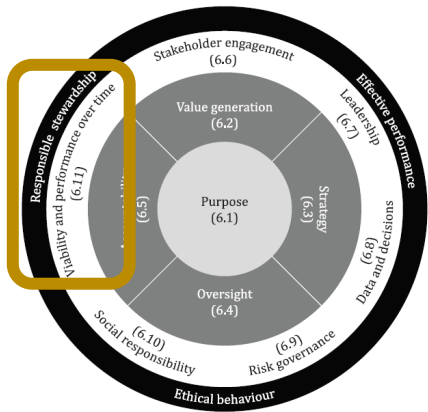 Stakeholder engagement
(6.6)
Responsible stewardship
Effective performance
Value generation
(6.2)
Leadership
(6.7)
Viability and performance over time
(6.11)
(6.5)
Purpose
(6.1)
Strategy
(6.3)
Data and decisions
(6.8)
Oversight
(6.4)
Social responsibility
(6.10)
Risk governance
(6.9)
Ethical behaviour